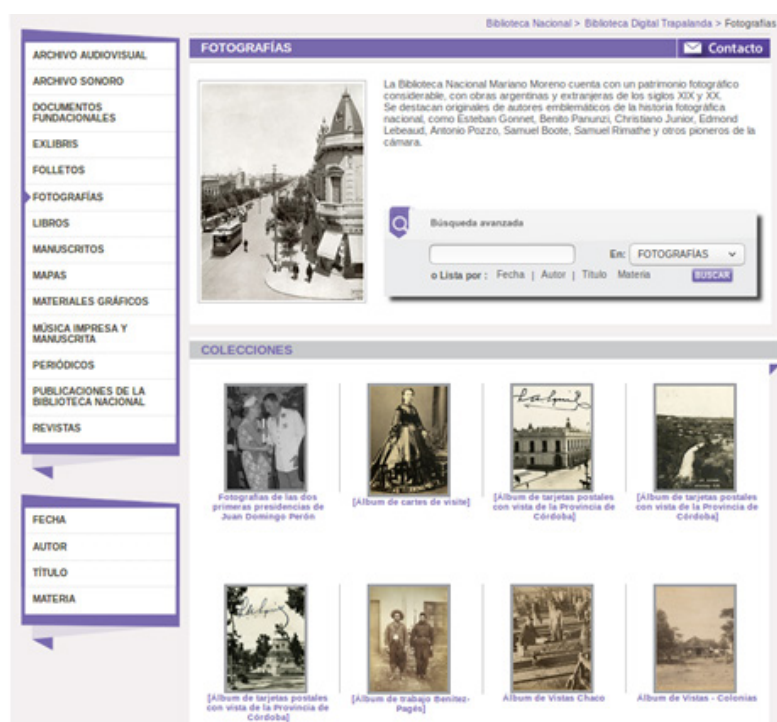 Biblioteca Nacional > Biblioteca Digital Trapalanda > Fotografías
ARCHIVO AUDIOVISUAL
ARCHIVO SONORO
DOCUMENTOS
FUNDACIONALES
EXLIBRIS
FOLLETOS
FOTOGRAFÍAS
LIBROS
MANUSCRITOS
MAPAS
MATERIALES GRÁFICOS
MÚSICA IMPRESA Y
MANUSCRITA
PERIÓDICOS
PUBLICACIONES DE LA
BIBLIOTECA NACIONAL
REVISTAS
FECHA
AUTOR
TÍTULO
MATERIA
FOTOGRAFÍAS
Contacto
La Biblioteca Nacional Mariano Moreno cuenta con un patrimonio fotográfico
considerable, con obras argentinas y extranjeras de los siglos XIX y XX.
Se destacan originales de autores emblemáticos de la historia fotográfica
nacional, como Esteban Gonnet, Benito Panunzi, Christiano Junior, Edmond
Lebeaud, Antonio Pozzo, Samuel Boote, Samuel Rimathe y otros pioneros de la
cámara.
Búsqueda avanzada
En: FOTOGRAFÍAS
o Lista por : Fecha | Autor | Título Materia BUSCAR
COLECCIONES
Fotografías de las dos
primeras presidencias de
Juan Domingo Perón
[Álbum de cartes de visite]
[Álbum de tarjetas postales
con vista de la Provincia de
Córdoba]
[Álbum de tarjetas postales
con vista de la Provincia de
Córdoba]
[Álbum de tarjetas postales
con vista de la Provincia de
Córdoba]
[Álbum de trabajo Benitez-
Pagés]
Álbum de Vistas Chaco
Álbum de Vistas - Colonias